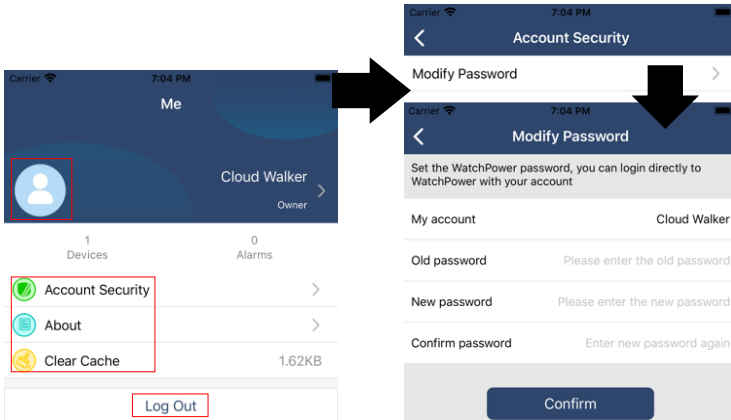 Carrier 7:04 PM
Me
Cloud Walker
Owner
1 0
Devices Alarms
Account Security
About
Clear Cache 1.62KB
Log Out
Carrier 7:04 PM
Account Security
Modify Password
Carrier 7:04 PM
Modify Password
Set the WatchPower password, you can login directly to
WatchPower with your account
My account Cloud Walker
Old password Please enter the old password
New password Please enter the new password
Confirm password Enter new password again
Confirm